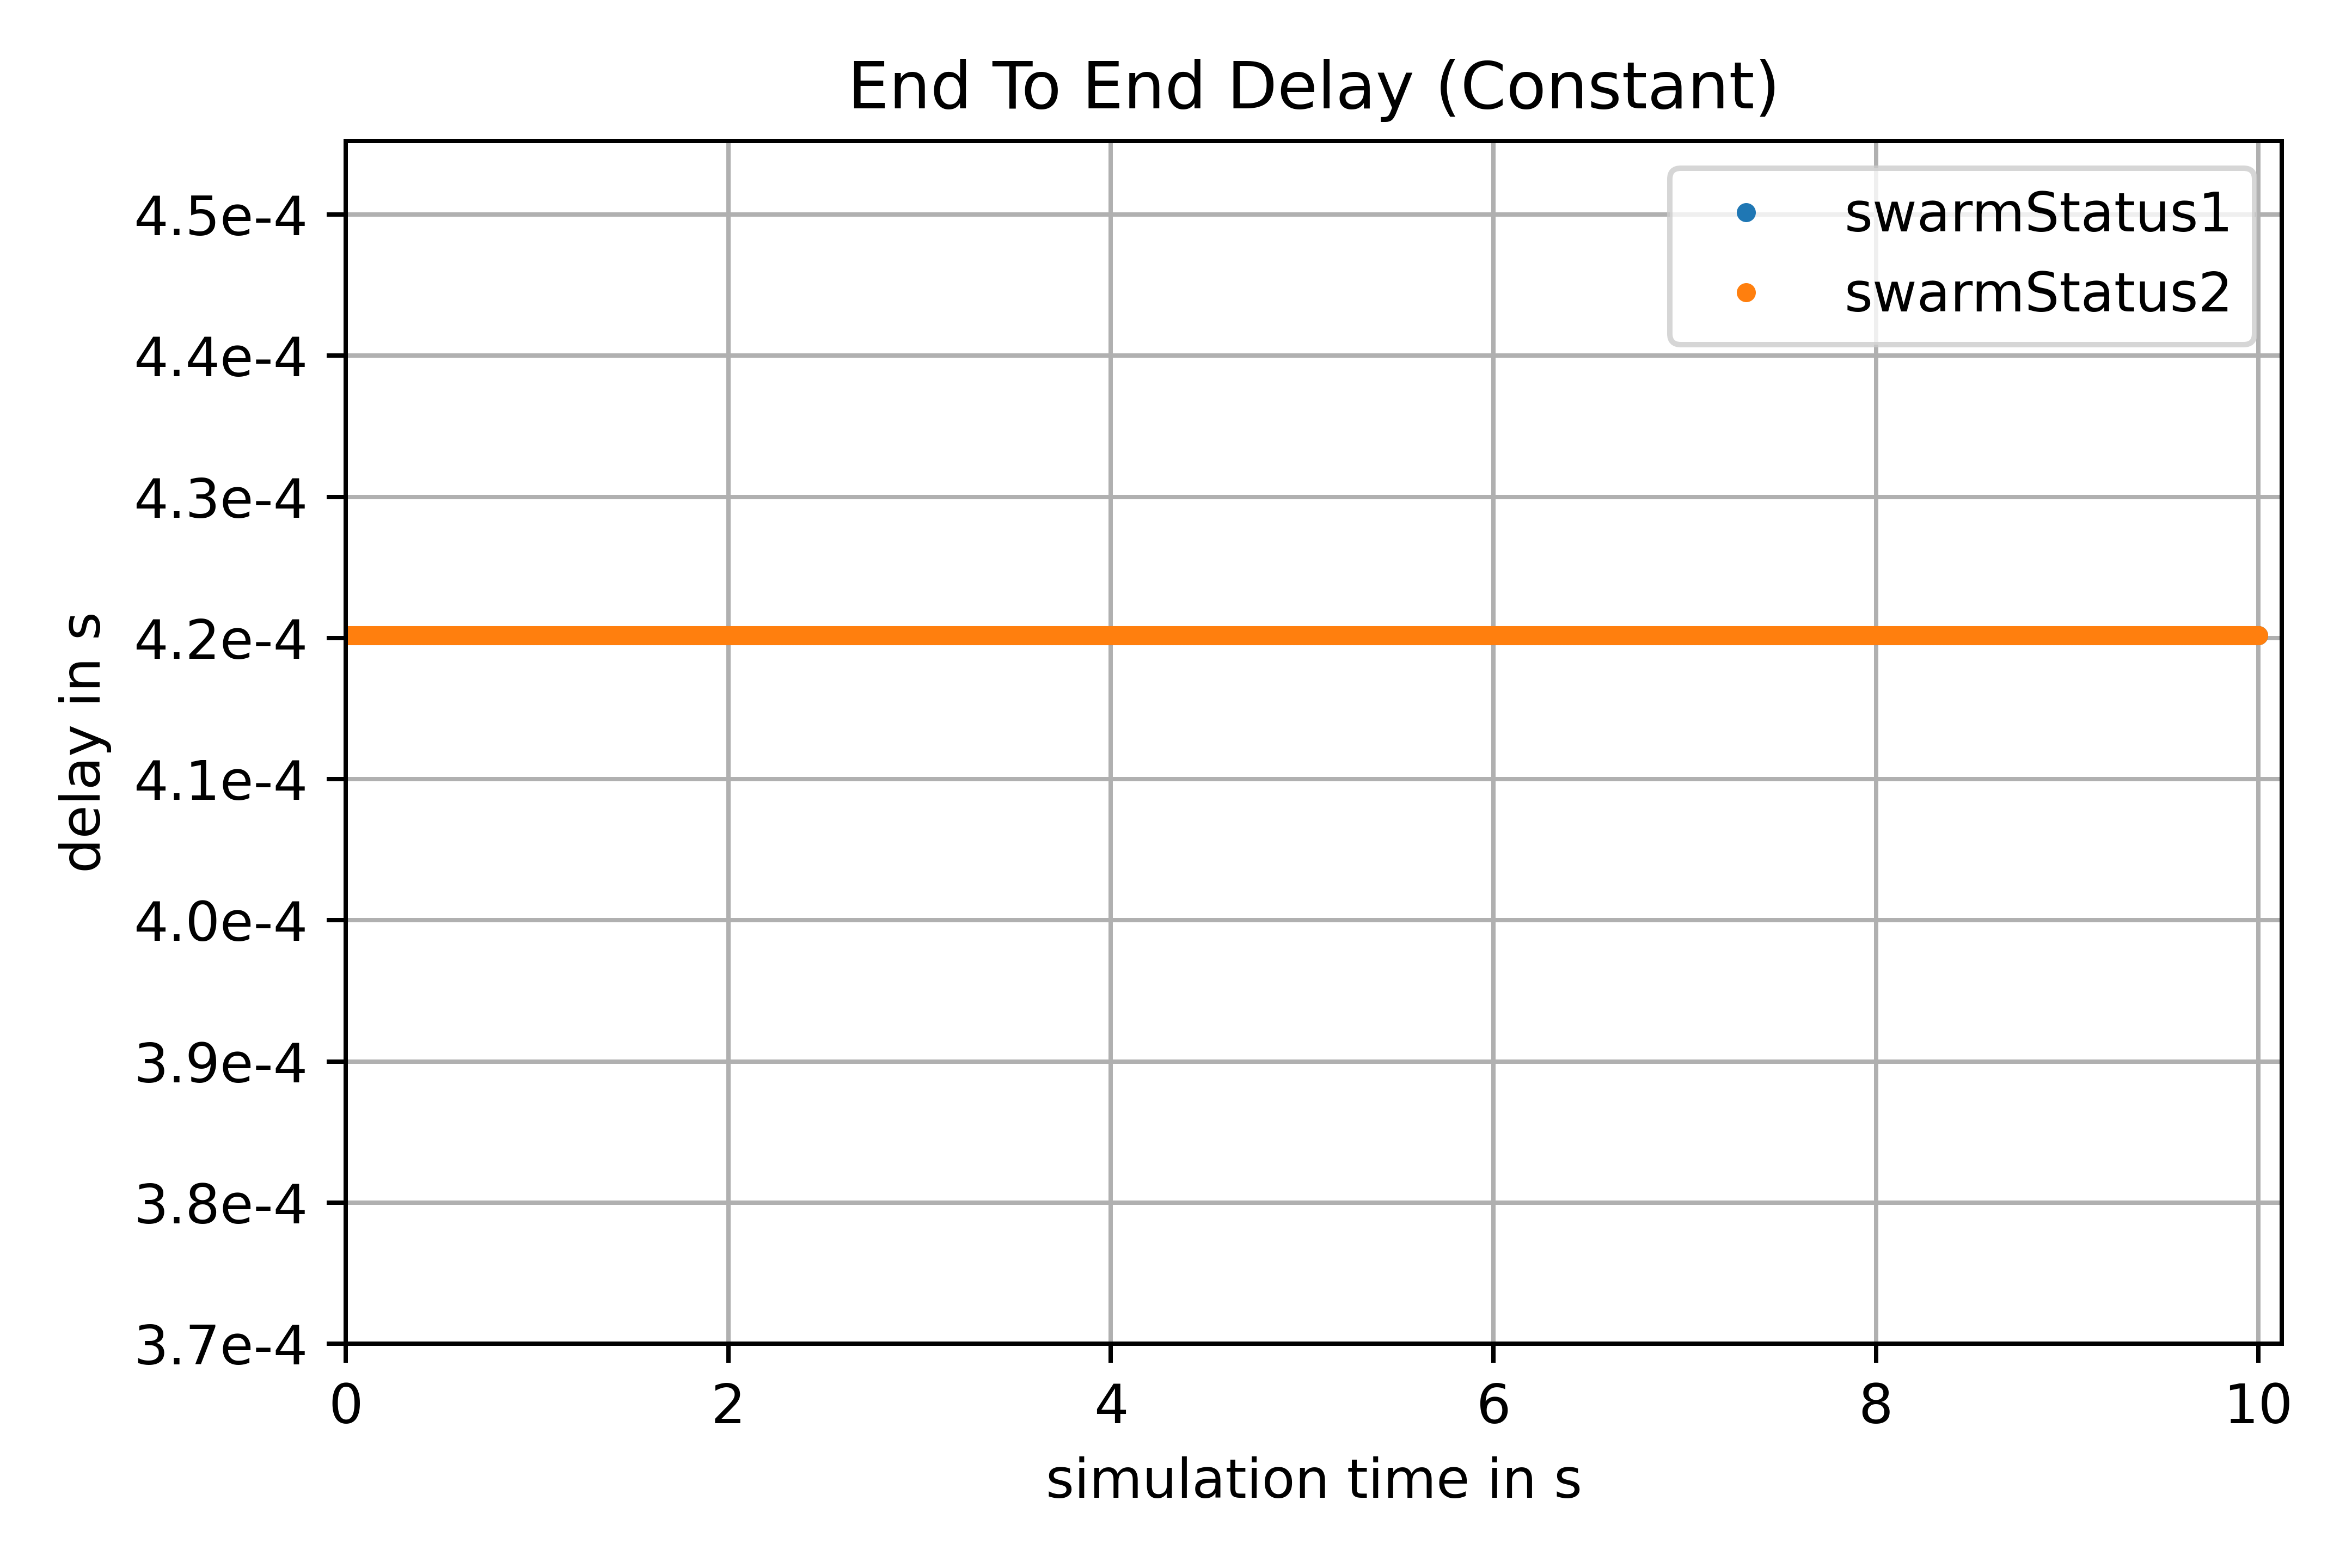 End To End Delay (Constant)
swarmStatus1
swarmStatus2
4.5e-4
4.4e-4
4.3e-4
4.2e-4
4.1e-4
4.0e-4
3.9e-4
3.8e-4
3.7e-4
delay in s
0 2 4 6 8 10
simulation time in s